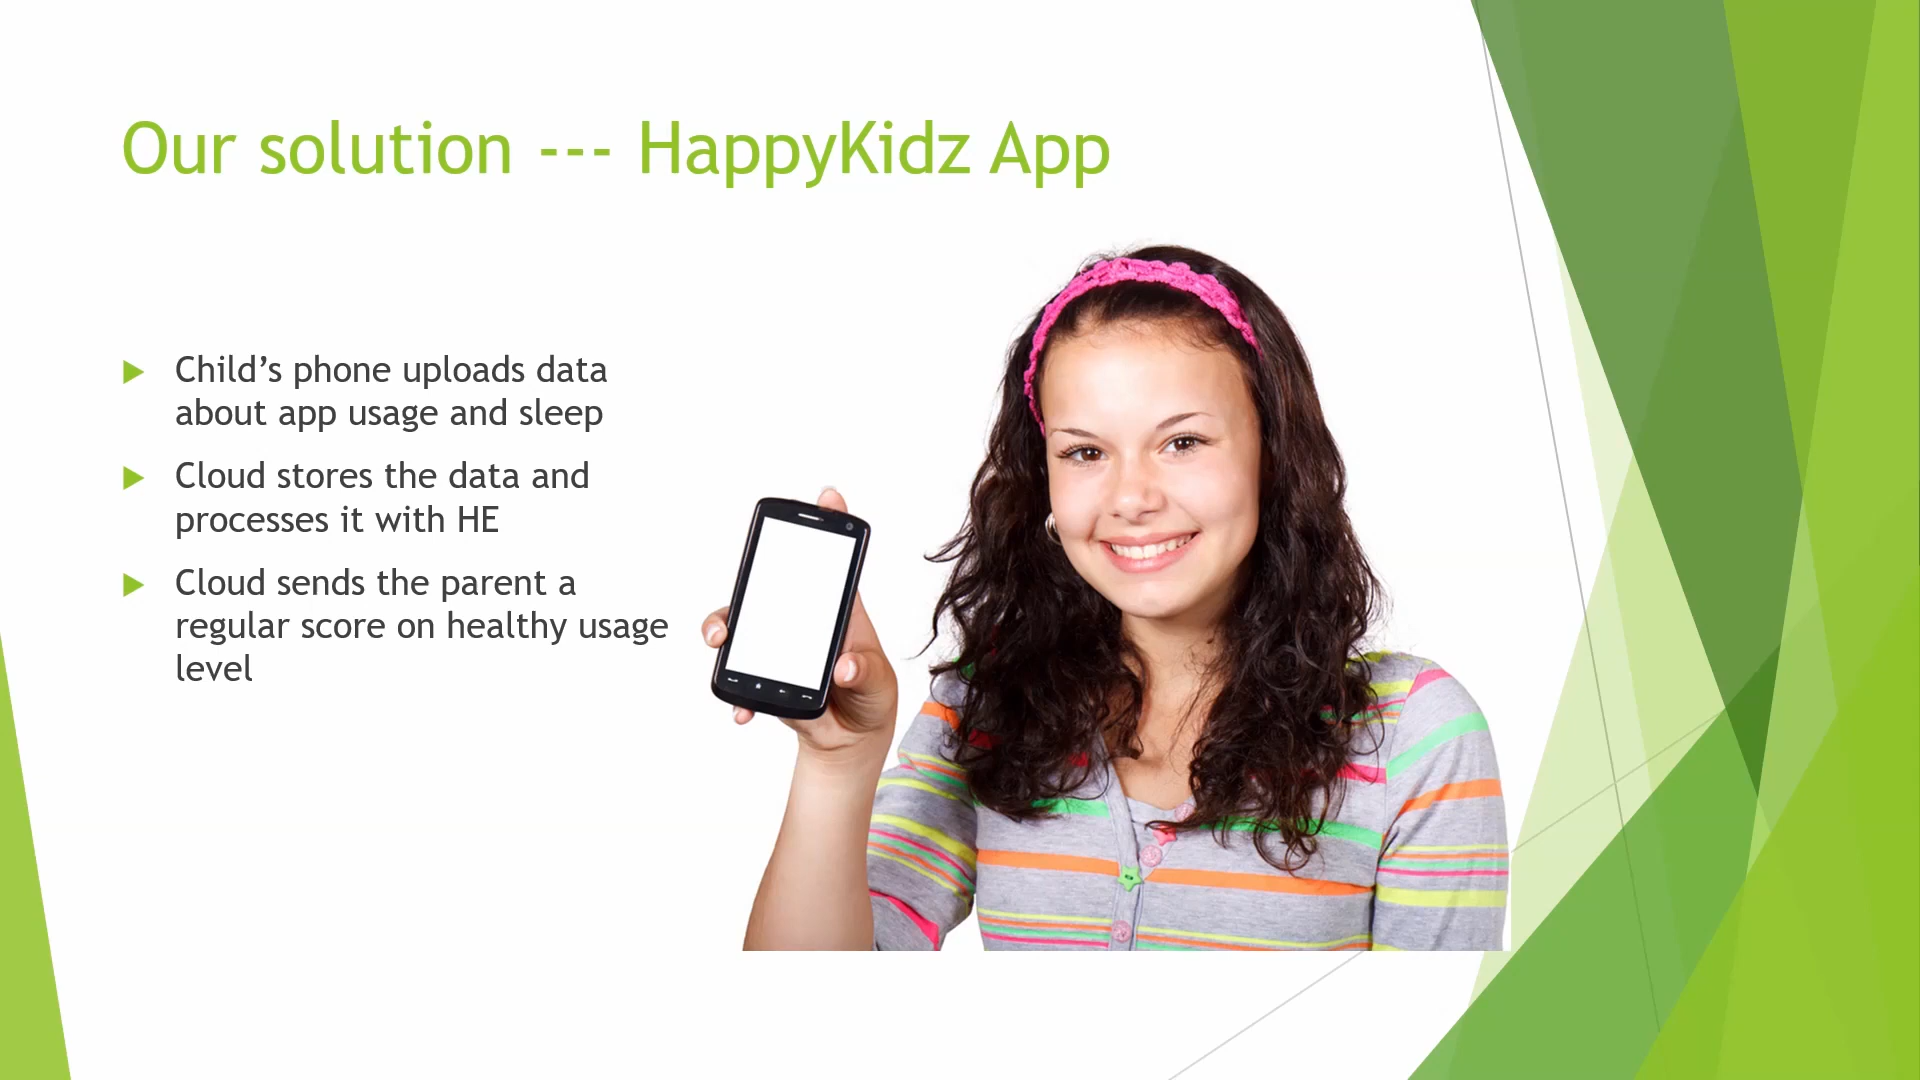 Our solution --- HappyKidz App
Child’s phone uploads data
about app usage and sleep
Cloud stores the data and
processes it with HE
Cloud sends the parent a
regular score on healthy usage
level